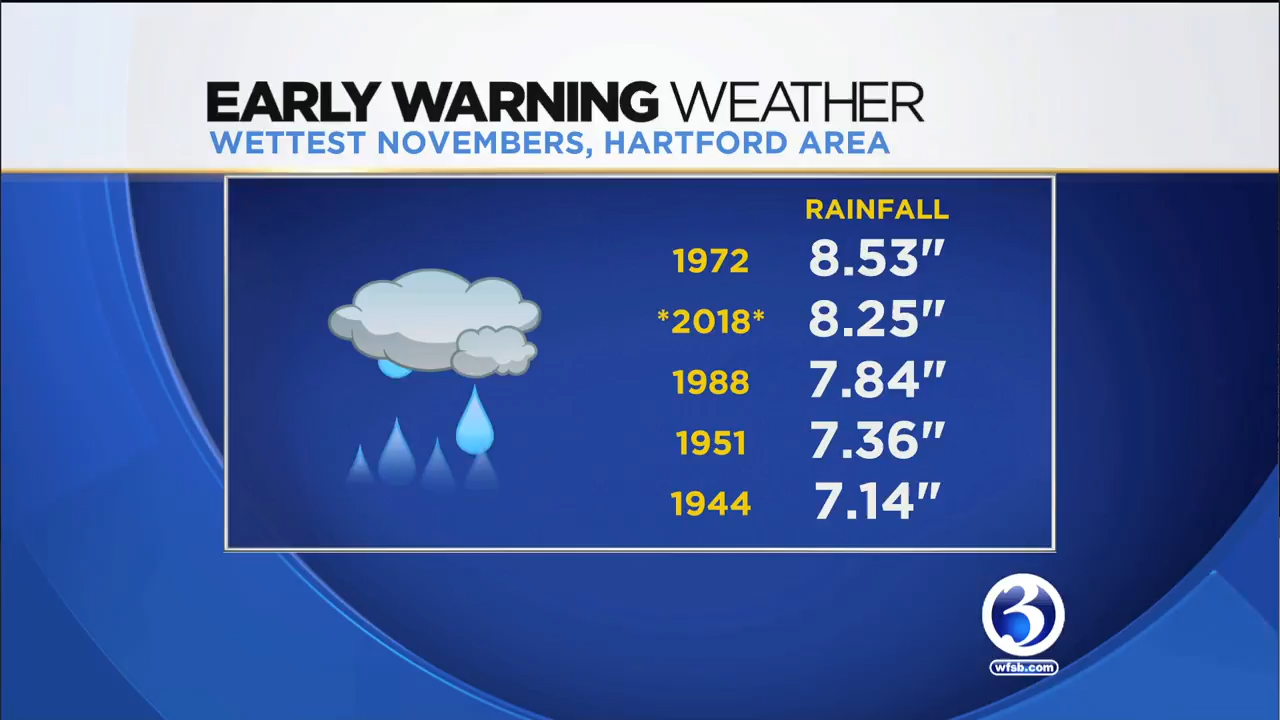 EARLY WARNING WEATHER
WETTEST NOVEMBERS, HARTFORD AREA
RAINFALL
1972 8.53"
*2018* 8.25"
1988 7.84"
1951 7.36"
1944 7.14"
3
wfsb.com